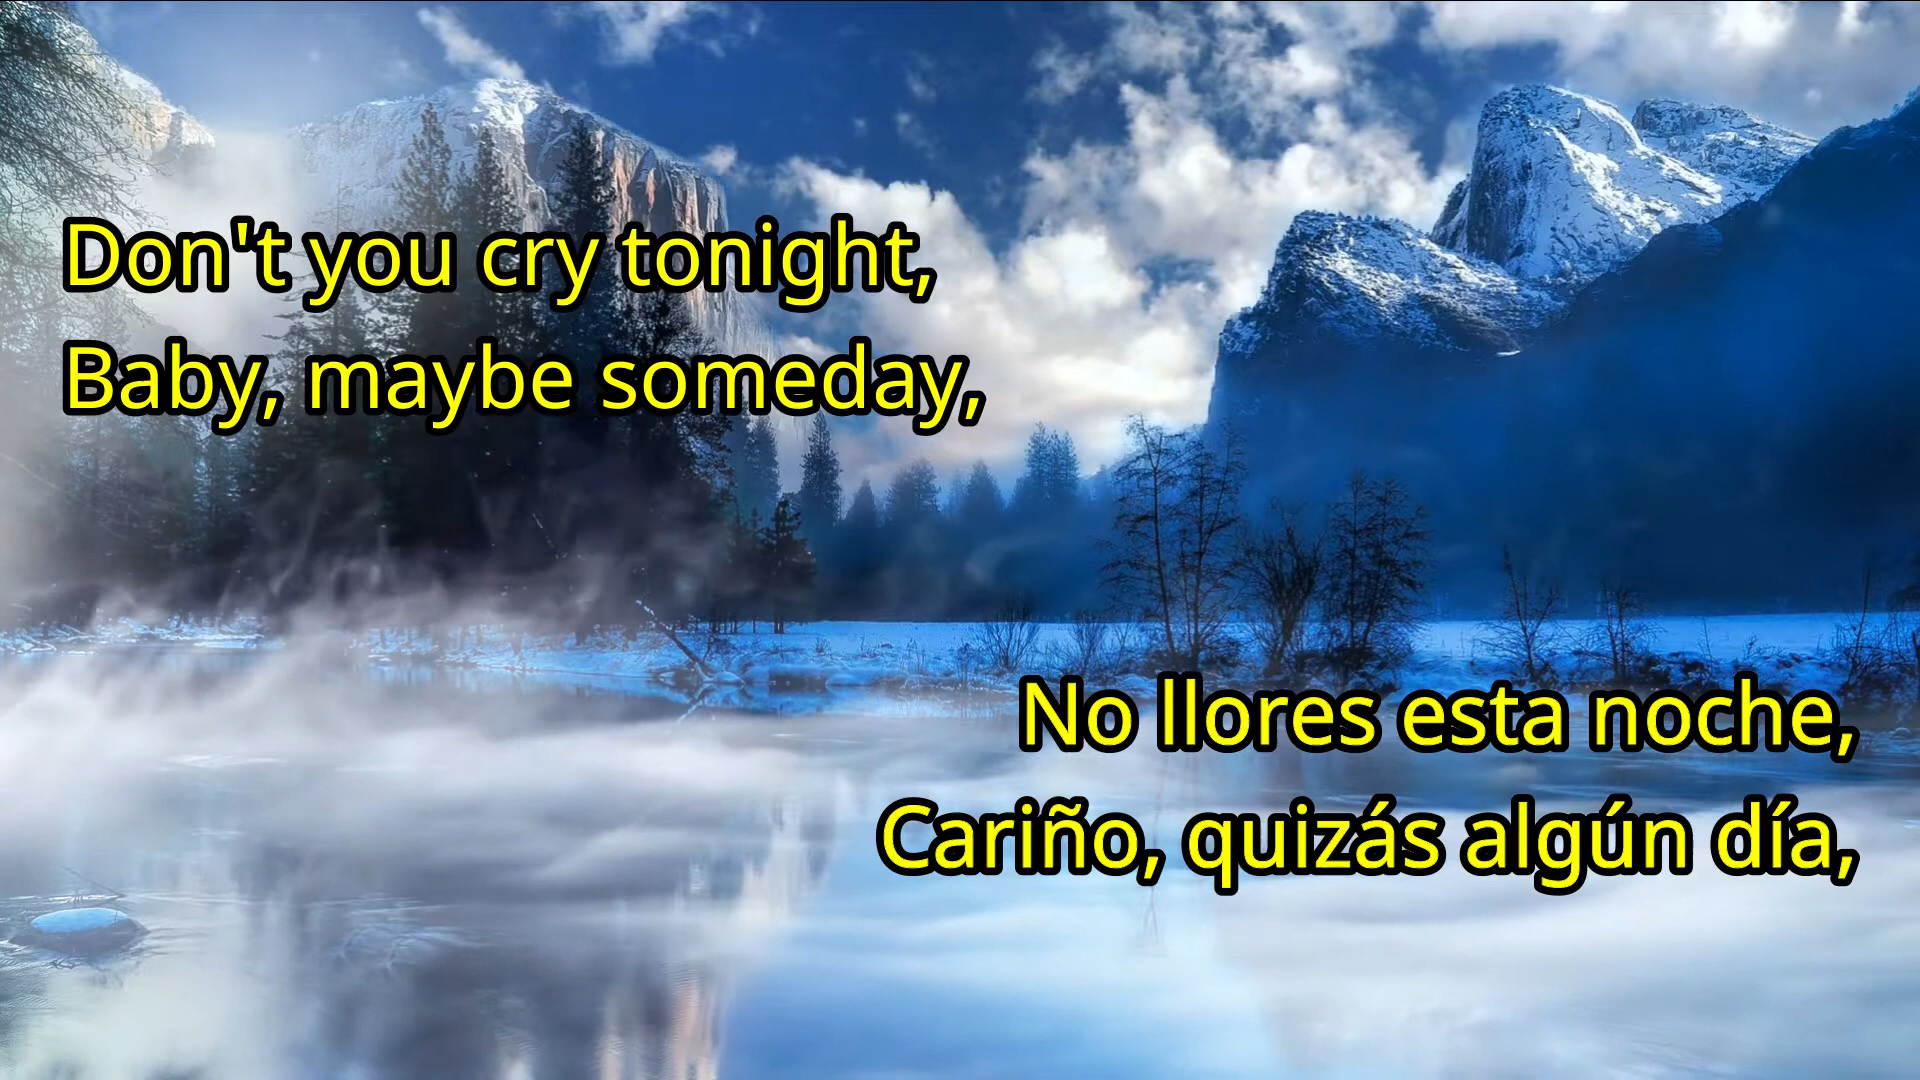 Don't you cry tonight,
Baby, maybe someday,
No llores esta noche,
Cariño, quizás algún día,